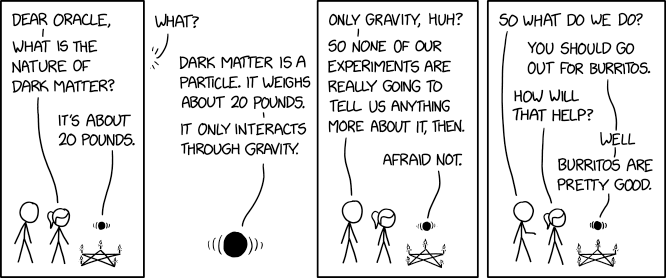 DEAR ORACLE,
WHAT IS THE
NATURE OF
DARK MATTER?
IT'S ABOUT
20 POUNDS.
WHAT?
DARK MATTER IS A
PARTICLE. IT WEIGHS
ABOUT 20 POUNDS.
IT ONLY INTERACTS
THROUGH GRAVITY.
ONLY GRAVITY, HUH?
SO NONE OF OUR
EXPERIMENTS ARE
REALLY GOING TO
TELL US ANYTHING
MORE ABOUT IT, THEN.
AFRAID NOT.
SO WHAT DO WE DO?
YOU SHOULD GO
OUT FOR BURRITOS.
HOW WILL
THAT HELP?
WELL
BURRITOS ARE
PRETTY GOOD.